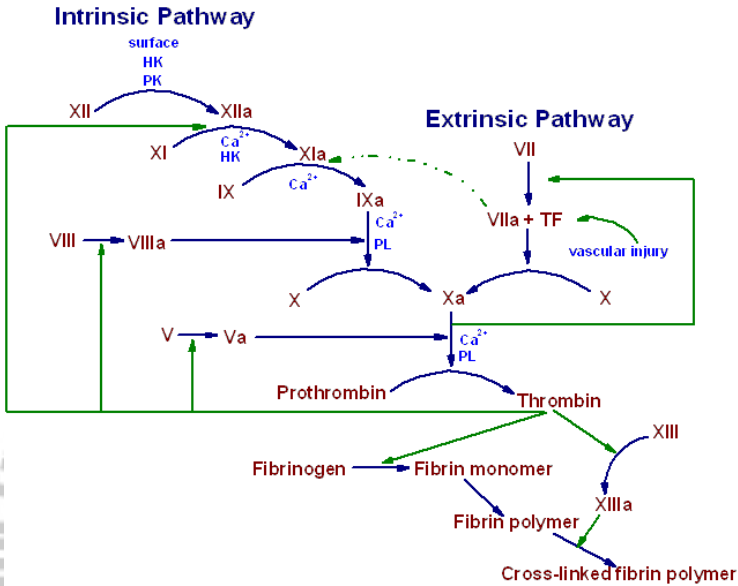 Intrinsic Pathway
surface
HK
PK
XII
XIIa
Extrinsic Pathway
XI
Ca2+
HK
XIa
VII
IX
Ca2+
IXa
VIIa + TF
Ca2+
VIII
VIIIa
PL
vascular injury
X
Xa
X
V
Va
Ca2+
PL
Prothrombin
Thrombin
XIII
Fibrinogen
Fibrin monomer
XIIIa
Fibrin polymer
Cross-linked fibrin polymer